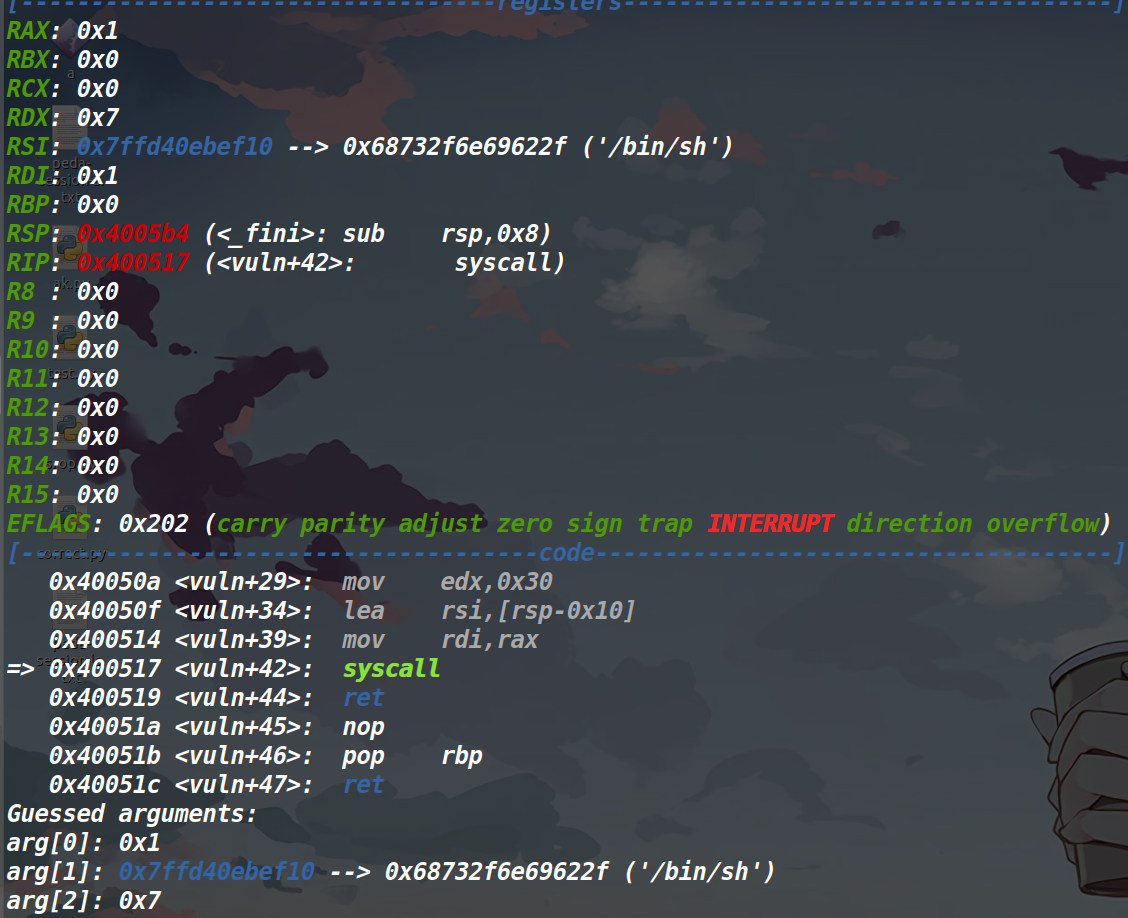 [----------------------------------registers-----------------------------------]
RAX: 0x1
RBX: 0x0
RCX: 0x0
RDX: 0x7
RSI: 0x7ffd40ebef10 --> 0x68732f6e69622f ('/bin/sh')
RDI: 0x1
RBP: 0x0
RSP: 0x4005b4 (<_fini>: sub    rsp,0x8)
RIP: 0x400517 (<vuln+42>:       syscall)
R8 : 0x0
R9 : 0x0
R10: 0x0
R11: 0x0
R12: 0x0
R13: 0x0
R14: 0x0
R15: 0x0
EFLAGS: 0x202 (carry parity adjust zero sign trap INTERRUPT direction overflow)
[-------------------------------------code-------------------------------------]
   0x40050a <vuln+29>:  mov    edx,0x30
   0x40050f <vuln+34>:  lea    rsi,[rsp-0x10]
   0x400514 <vuln+39>:  mov    rdi,rax
=> 0x400517 <vuln+42>:  syscall
   0x400519 <vuln+44>:  ret
   0x40051a <vuln+45>:  nop
   0x40051b <vuln+46>:  pop    rbp
   0x40051c <vuln+47>:  ret
Guessed arguments:
arg[0]: 0x1
arg[1]: 0x7ffd40ebef10 --> 0x68732f6e69622f ('/bin/sh')
arg[2]: 0x7